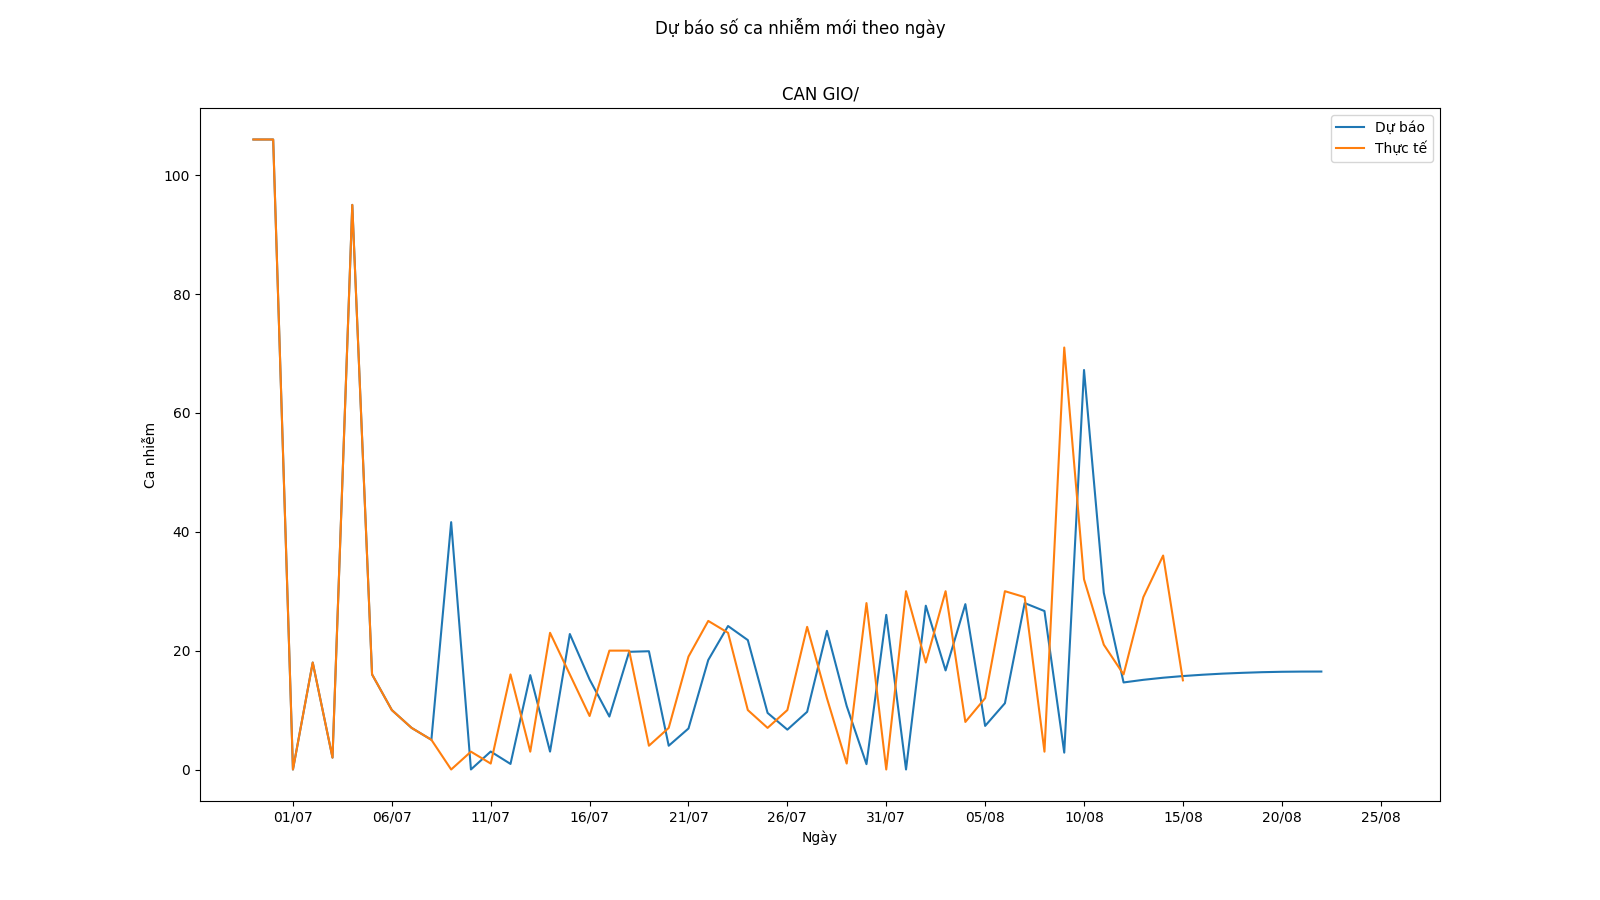 Dự báo số ca nhiễm mới theo ngày
CAN GIO/
Dự báo
Thực tế
100
80
60
40
20
0
Ca nhiễm
01/07 06/07 11/07 16/07 21/07 26/07 31/07 05/08 10/08 15/08 20/08 25/08
Ngày